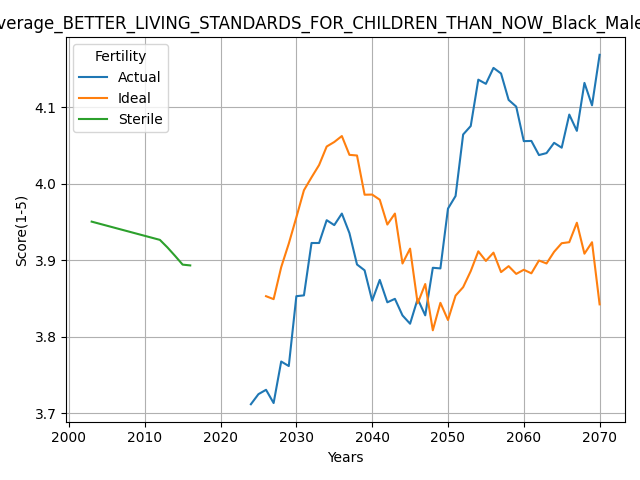 verage_BETTER_LIVING_STANDARDS_FOR_CHILDREN_THAN_NOW_Black_Male
Fertility
Actual
Ideal
Sterile
Score(1-5)
4.1
4.0
3.9
3.8
3.7
2000 2010 2020 2030 2040 2050 2060 2070
Years